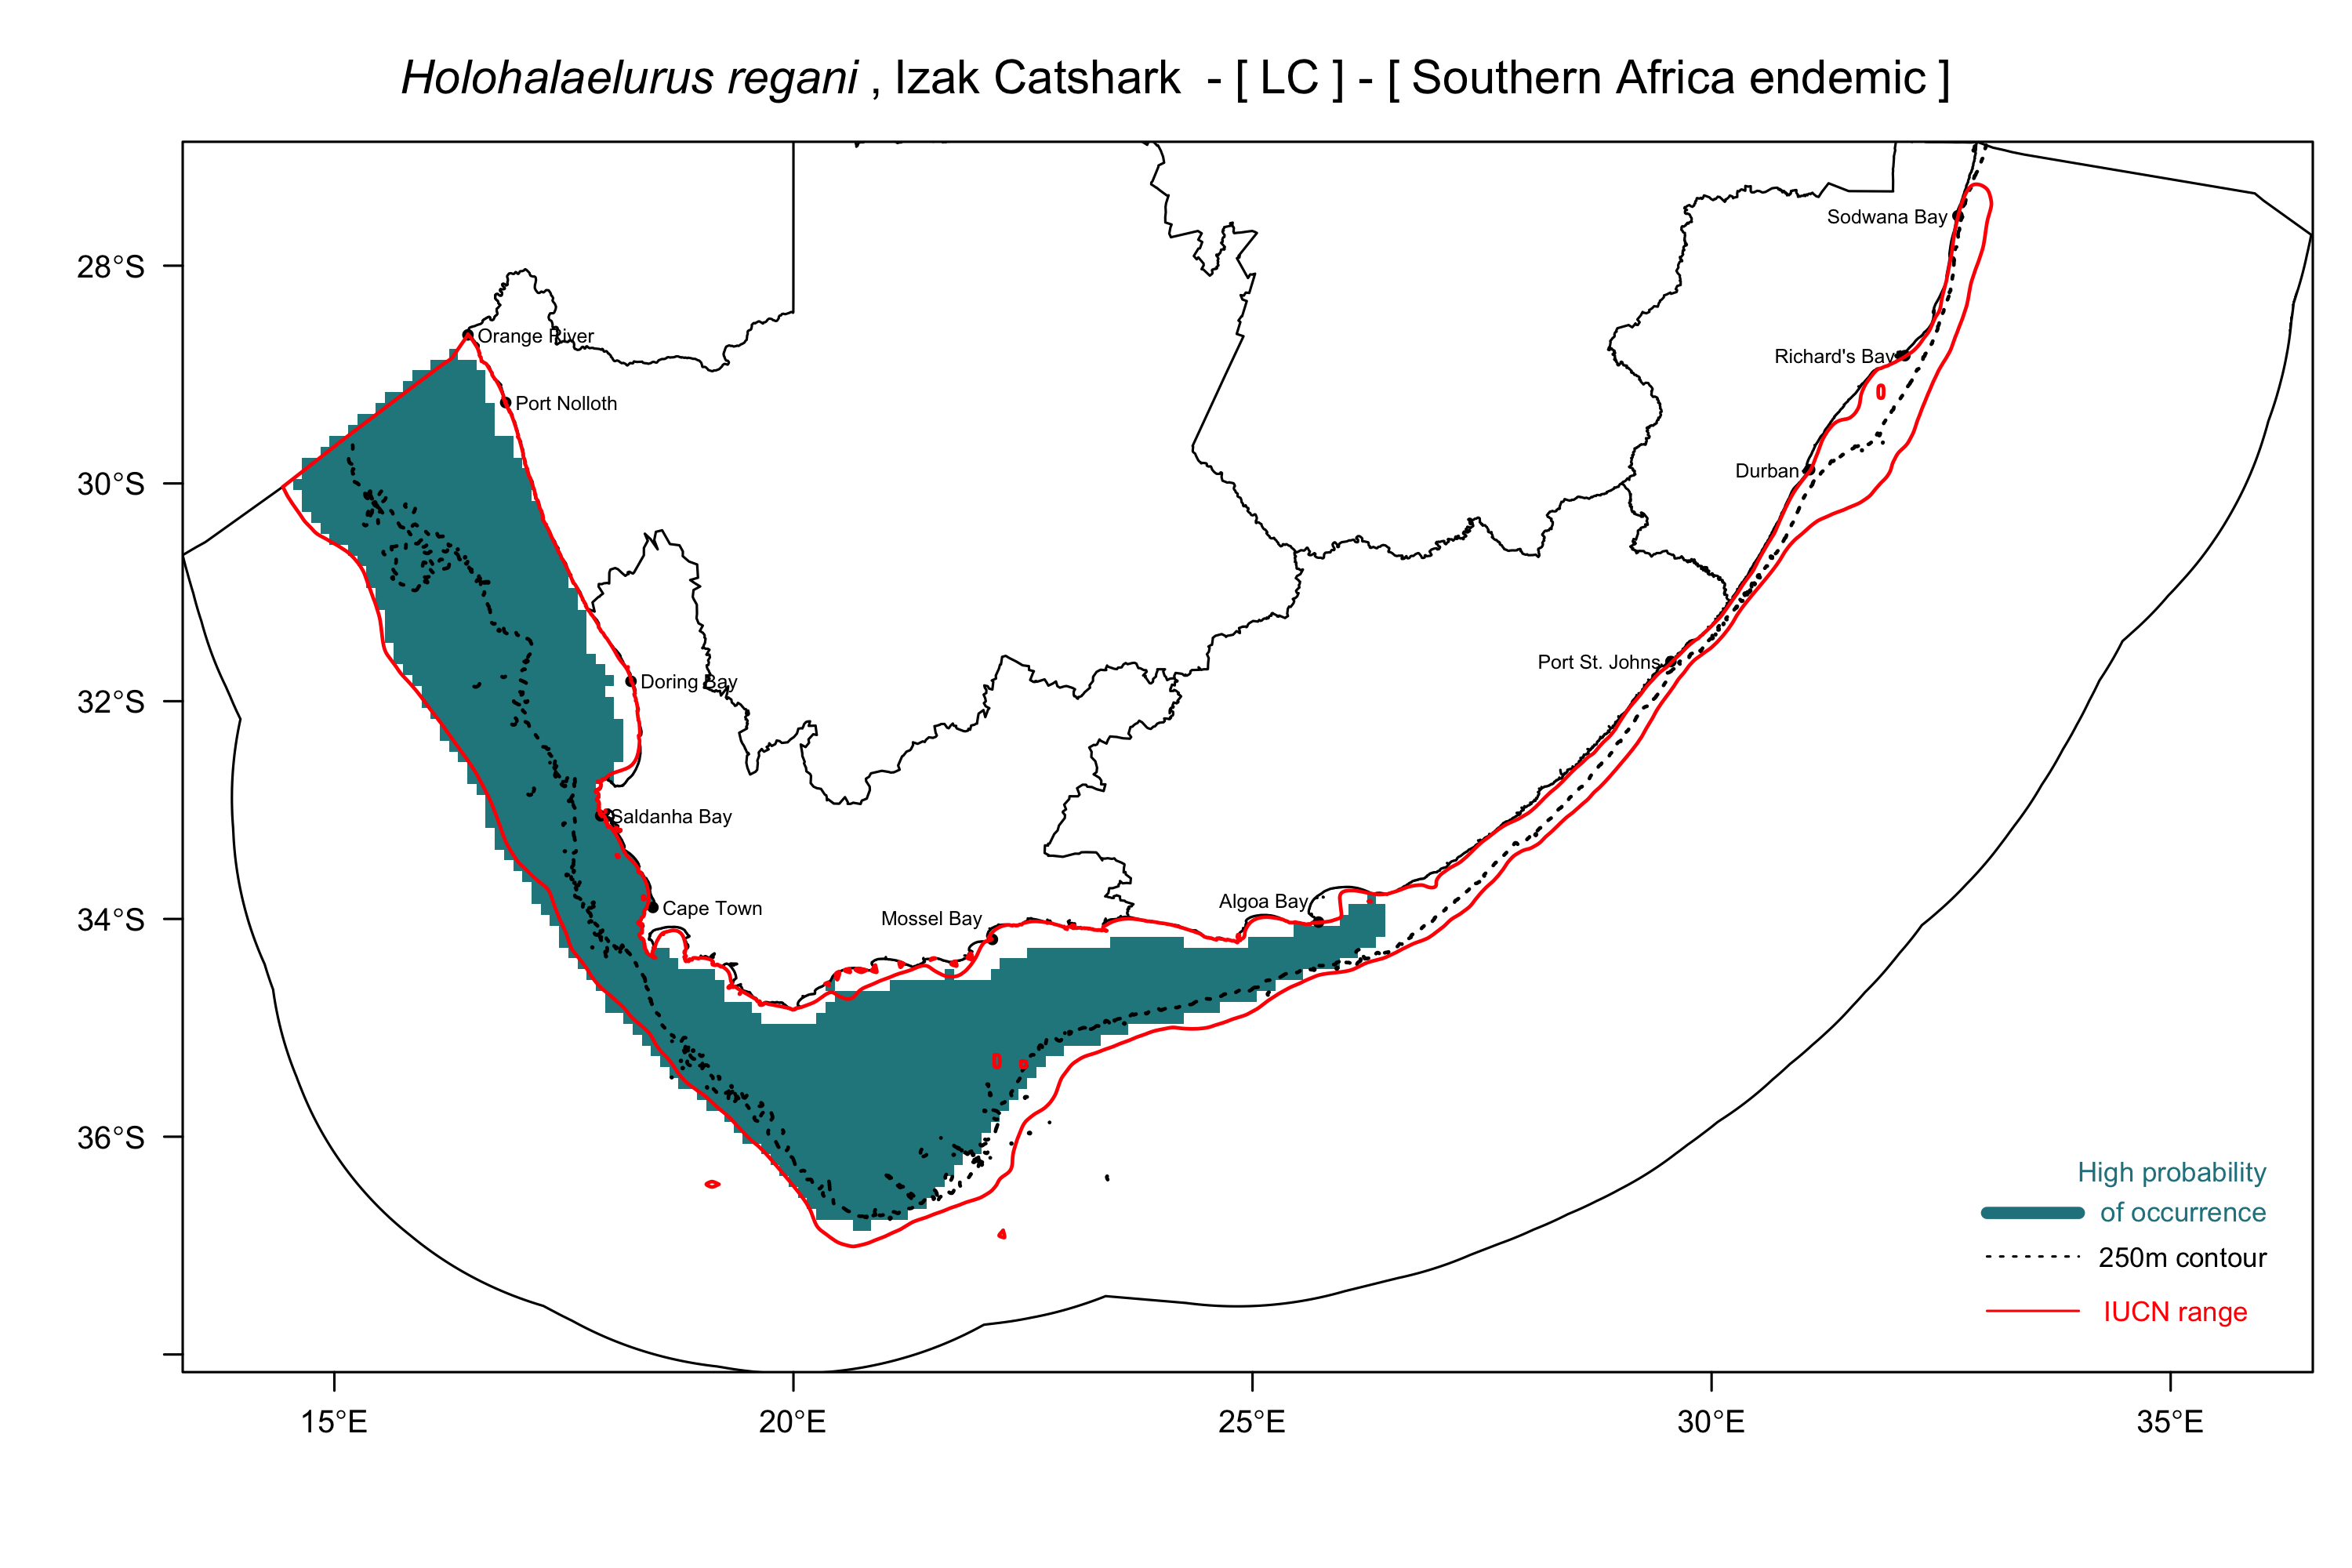 Holohalaelurus regani , Izak Catshark - [ LC ] - [ Southern Africa endemic ]
Sodwana Bay
28°S
Orange River
Richard's Bay
Port Nolloth
Durban
30°S
Port St. Johns
Doring Bay
32°S
Saldanha Bay
Algoa Bay
Cape Town
Mossel Bay
34°S
36°S
High probability
of occurrence
250m contour
IUCN range
15°E 20°E 25°E 30°E 35°E